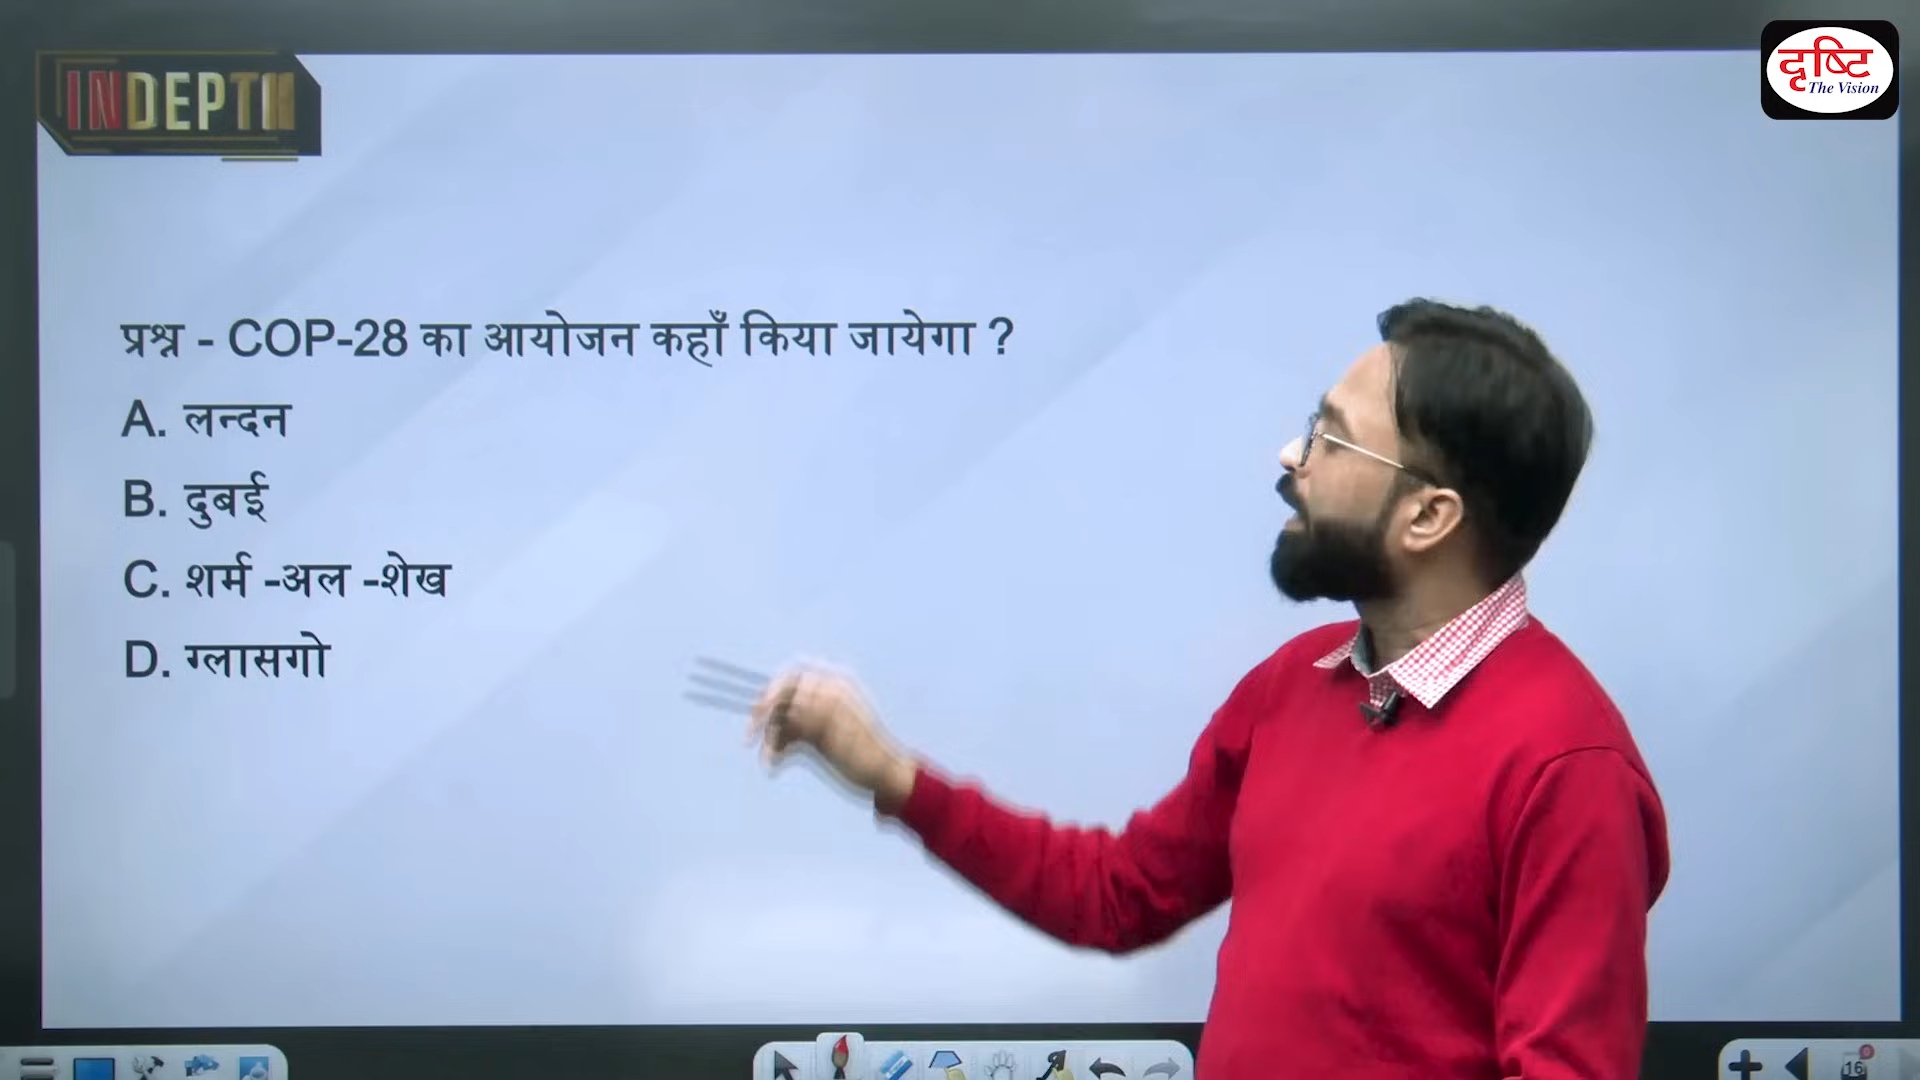 INDEPTH
दृष्टि
The Vision
प्रश्न - COP-28 का आयोजन कहाँ किया जायेगा ?
A. लन्दन
B. दुबई
C. शर्म -अल -शेख
D. ग्लासगो
16